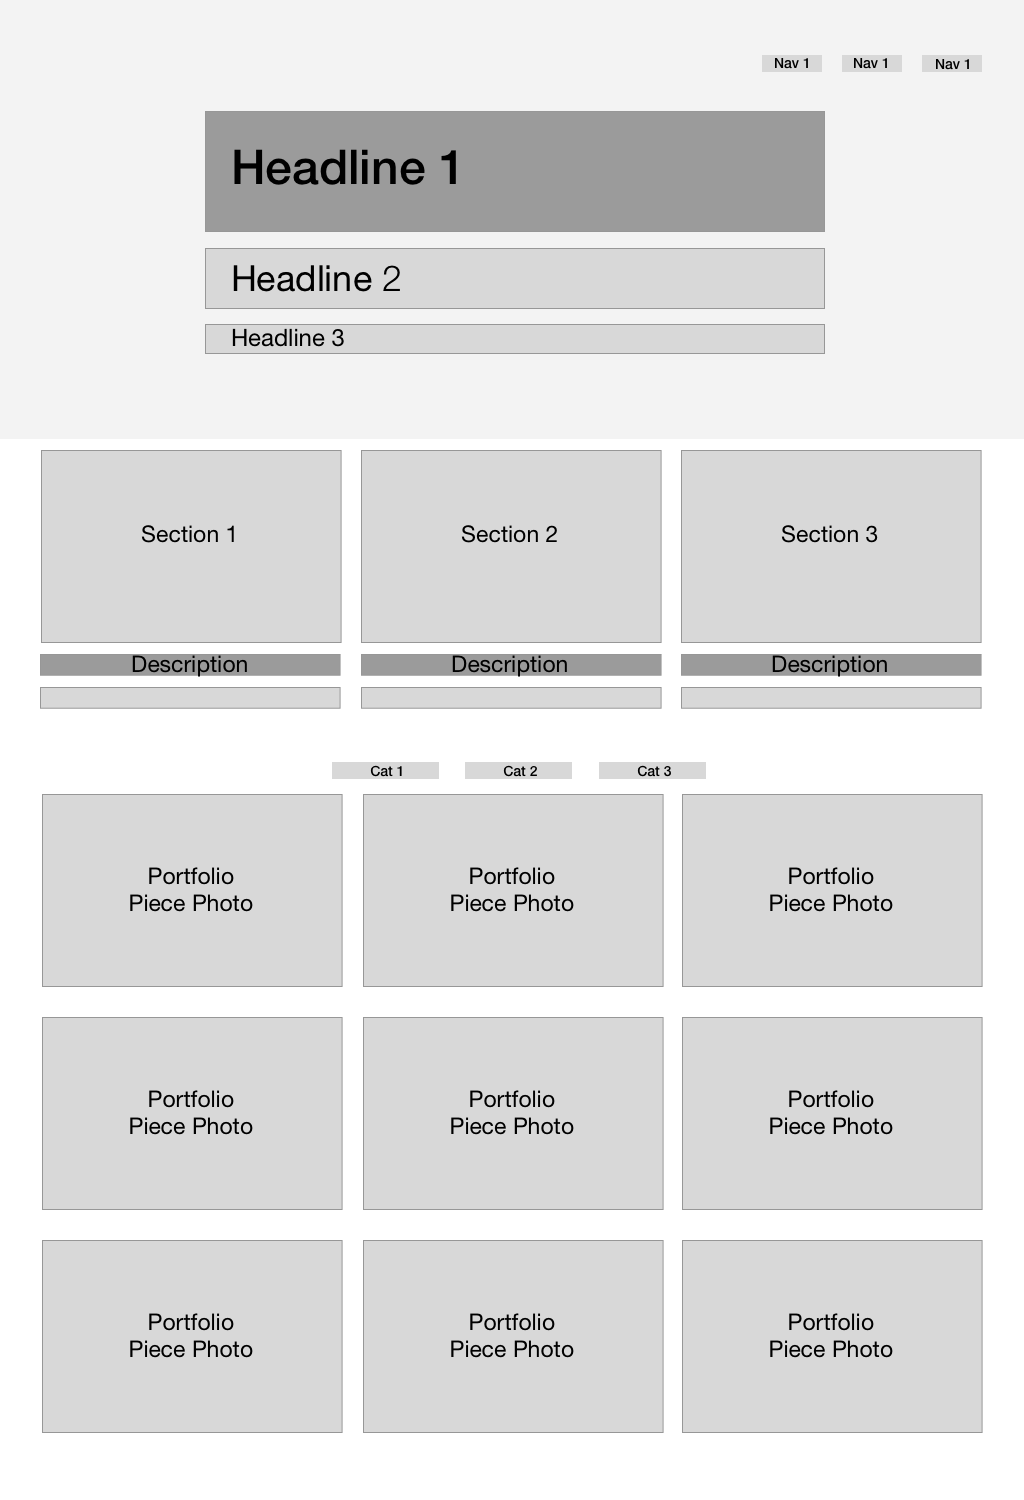 Nav 1 Nav 1 Nav 1
Headline 1
Headline 2
Headline 3
Section 1 Section 2 Section 3
Description Description Description
Cat 1 Cat 2 Cat 3
Portfolio Portfolio Portfolio
Piece Photo Piece Photo Piece Photo
Portfolio Portfolio Portfolio
Piece Photo Piece Photo Piece Photo
Portfolio Portfolio Portfolio
Piece Photo Piece Photo Piece Photo